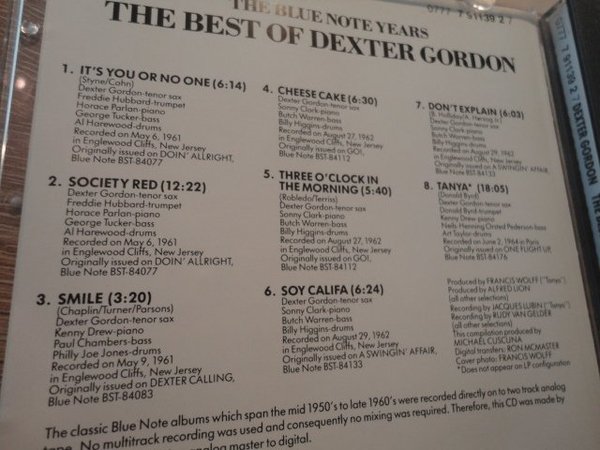 THE BLUE NOTE YEARS
0777 7 91139 2 7
THE BEST OF DEXTER GORDON
1. IT'S YOU OR NO ONE (6:14)
(Styne/Cohn)
Dexter Gordon-tenor sax
Freddie Hubbard-trumpet
Horace Parlan-piano
George Tucker-bass
Al Harewood-drums
Recorded on May 6, 1961
in Englewood Cliffs, New Jersey
Originally issued on DOIN' ALLRIGHT,
Blue Note BST-84077
2. SOCIETY RED (12:22)
Dexter Gordon-tenor sax
Freddie Hubbard-trumpet
Horace Parlan-piano
George Tucker-bass
Al Harewood-drums
Recorded on May 6, 1961
in Englewood Cliffs, New Jersey
Originally issued on DOIN' ALLRIGHT,
Blue Note BST-84077
3. SMILE (3:20)
(Chaplin/Turner/Parsons)
Dexter Gordon-tenor sax
Kenny Drew-piano
Paul Chambers-bass
Philly Joe Jones-drums
Recorded on May 9, 1961
in Englewood Cliffs, New Jersey
Originally issued on DEXTER CALLING,
Blue Note BST-84083
4. CHEESE CAKE (6:30)
Dexter Gordon-tenor sax
Sonny Clark-piano
Butch Warren-bass
Billy Higgins-drums
Recorded on August 27, 1962
in Englewood Cliffs, New Jersey
Originally issued on GO!,
Blue Note BST-84112
5. THREE O'CLOCK IN
THE MORNING (5:40)
(Robledo/Terriss)
Dexter Gordon-tenor sax
Sonny Clark-piano
Butch Warren-bass
Billy Higgins-drums
Recorded on August 27, 1962
in Englewood Cliffs, New Jersey
Originally issued on GO!,
Blue Note BST-84112
6. SOY CALIFA (6:24)
Dexter Gordon-tenor sax
Sonny Clark-piano
Butch Warren-bass
Billy Higgins-drums
Recorded on August 29, 1962
in Englewood Cliffs, New Jersey
Originally issued on A SWINGIN' AFFAIR,
Blue Note BST-84133
7. DON'T EXPLAIN (6:03)
(B. Holiday/A. Herzog, Jr.)
Dexter Gordon-tenor sax
Sonny Clark-piano
Butch Warren-bass
Billy Higgins-drums
Recorded on August 29, 1962
in Englewood Cliffs, New Jersey
Originally issued on A SWINGIN' AFFAIR,
Blue Note BST-84133
8. TANYA* (18:05)
(Donald Byrd)
Dexter Gordon-tenor sax
Donald Byrd-trumpet
Kenny Drew-piano
Niels Henning Orsted Pederson-bass
Art Taylor-drums
Recorded on June 2, 1964 in Paris
Originally issued on ONE FLIGHT UP,
Blue Note BST-84176
Produced by FRANCIS WOLFF ("Tanya")
Produced by ALFRED LION
(all other selections)
Recording by JACQUES LUBIN ("Tanya")
Recording by RUDY VAN GELDER
(all other selections)
This compilation produced by
MICHAEL CUSCUNA
Digital transfers: RON McMASTER
Cover photo: FRANCIS WOLFF
*Does not appear on LP configuration
The classic Blue Note albums which span the mid 1950's to late 1960's were recorded directly on to two track analog
tape. No multitrack recording was used and consequently no mixing was required. Therefore, this CD was made by
analog master to digital.
0777 7 91139 2 7 DEXTER GORDON THE